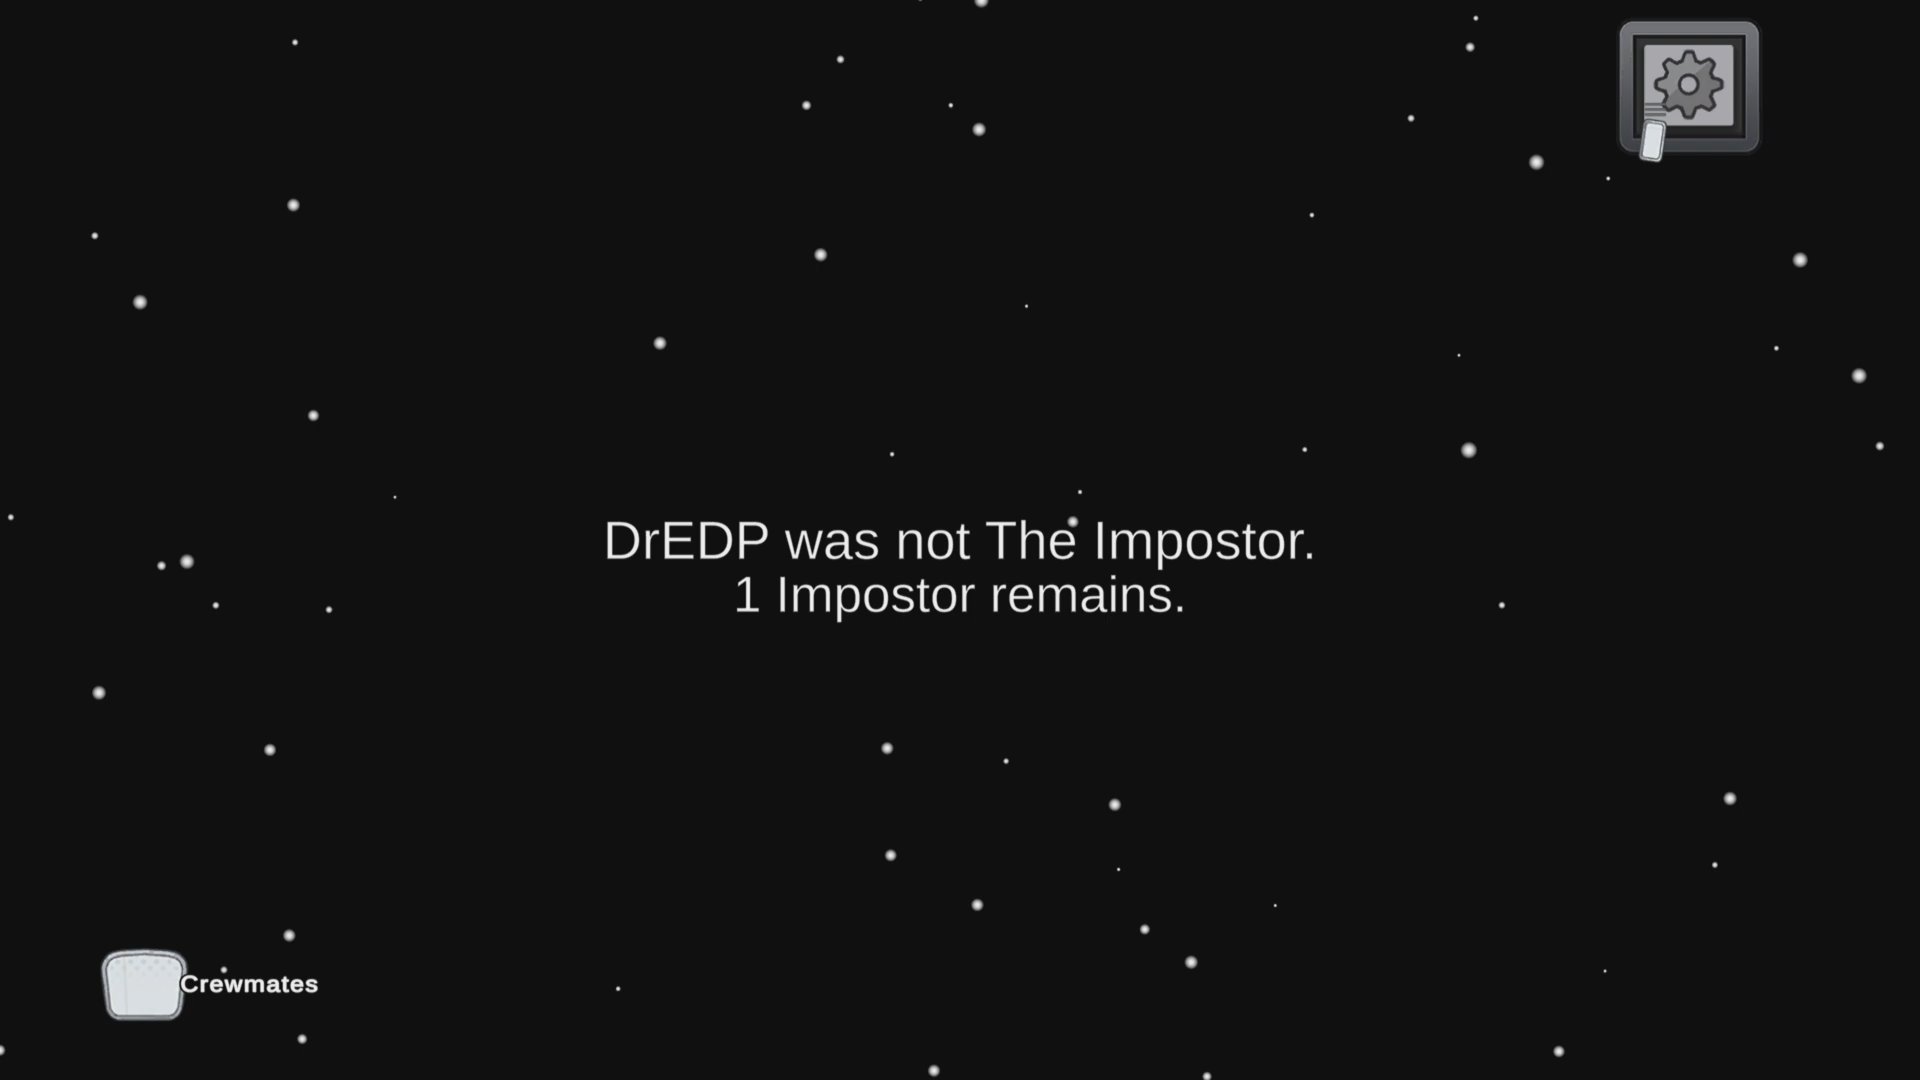 DrEDP was not The Impostor.
1 Impostor remains.
Crewmates